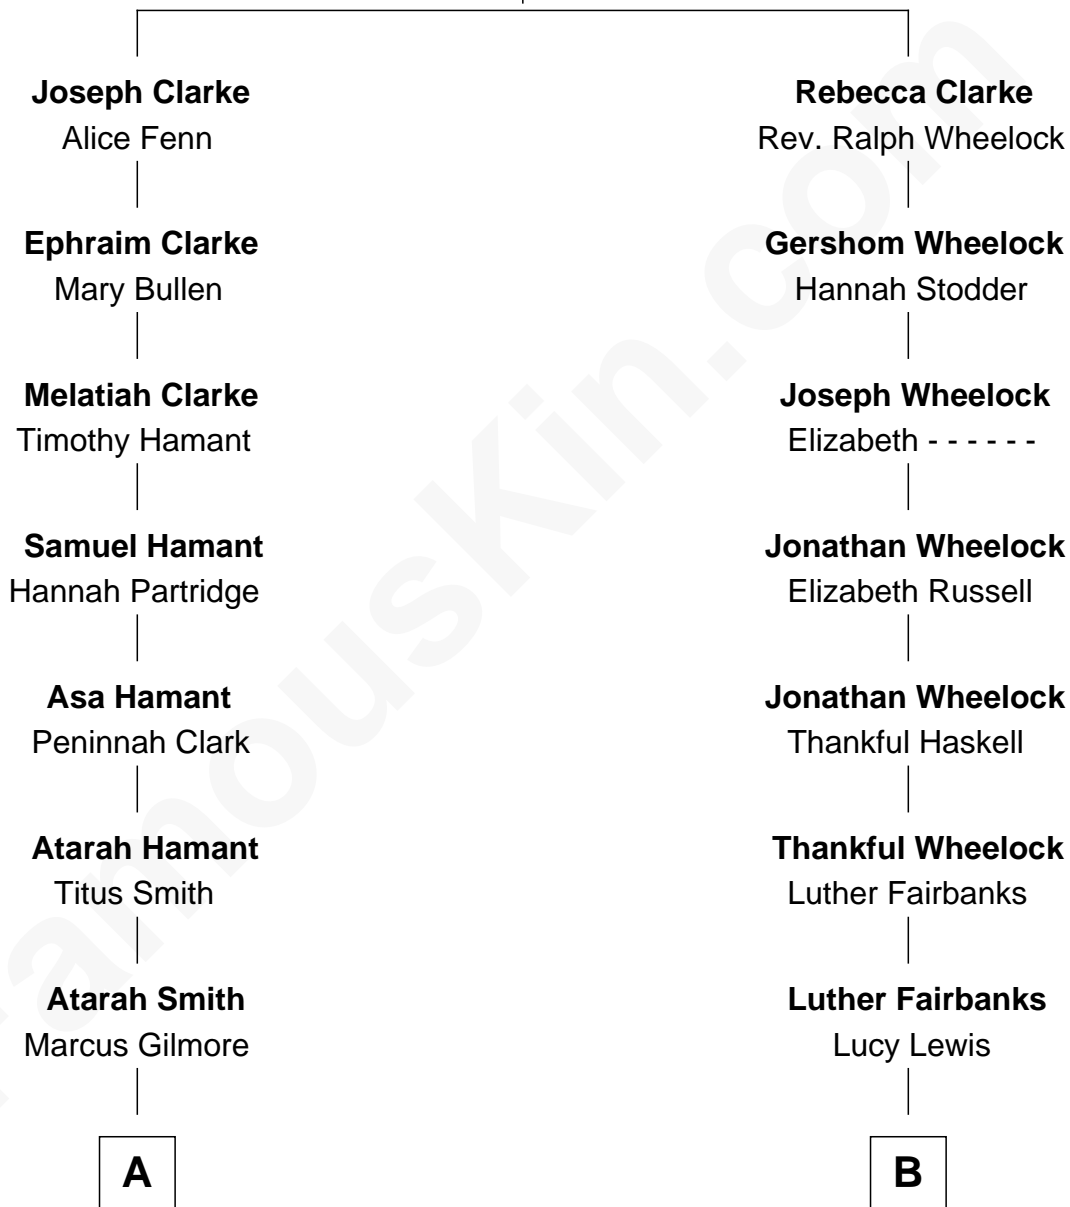 Joseph Clarke
Alice Fenn
Rebecca Clarke
Rev. Ralph Wheelock
Ephraim Clarke
Mary Bullen
Gershom Wheelock
Hannah Stodder
Melatiah Clarke
Timothy Hamant
Joseph Wheelock
Elizabeth - - - - - -
Samuel Hamant
Hannah Partridge
Jonathan Wheelock
Elizabeth Russell
Asa Hamant
Peninnah Clark
Jonathan Wheelock
Thankful Haskell
Atarah Hamant
Titus Smith
Thankful Wheelock
Luther Fairbanks
Atarah Smith
Marcus Gilmore
Luther Fairbanks
Lucy Lewis
A
B
FamousKin.com